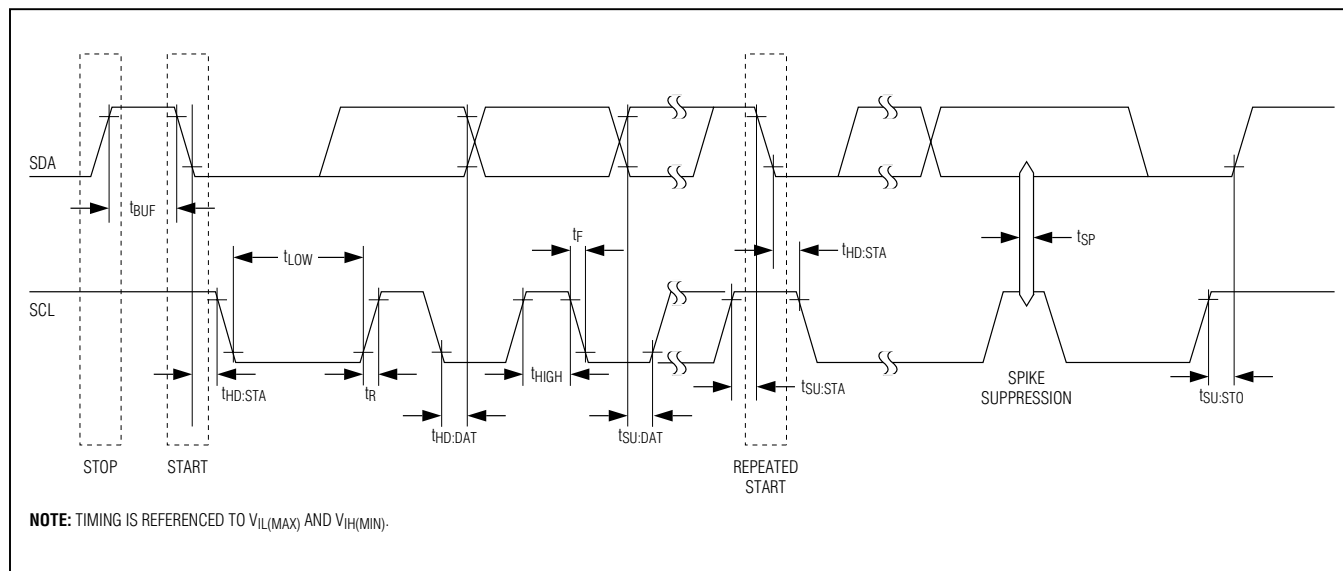 SDA
tBUF
tF
tLOW
tHD:STA
tSP
SCL
tHD:STA
tR
tHIGH
tSU:STA
SPIKE
SUPPRESSION
tSU:STO
tHD:DAT
tSU:DAT
STOP
START
REPEATED
START
NOTE: TIMING IS REFERENCED TO VIL(MAX) AND VIH(MIN).